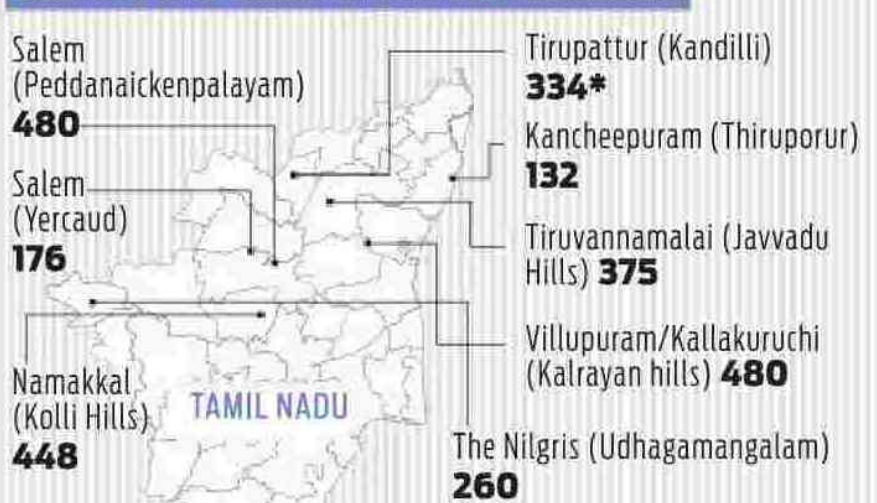 Salem
(Peddanaickenpalayam)
480
Salem
(Yercaud)
176
Namakkal
(Kolli Hills)
448
TAMIL NADU
Tirupattur (Kandilli)
334*
Kancheepuram (Thiruporur)
132
Tiruvannamalai (Javvadu
Hills) 375
Villupuram/Kallakuruchi
(Kalrayan hills) 480
The Nilgris (Udhagamangalam)
260